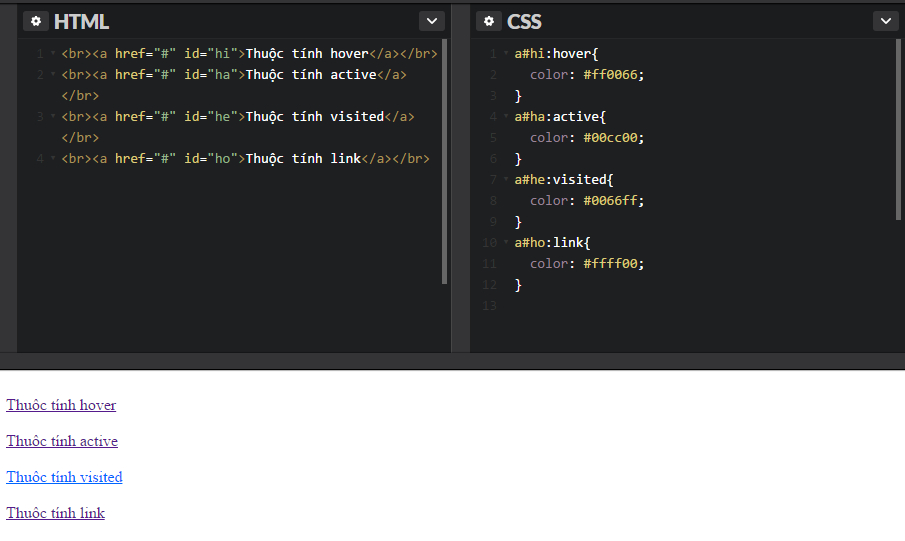 HTML
1 <br><a href="#" id="hi">Thuộc tính hover</a></br>
2 <br><a href="#" id="ha">Thuộc tính active</a>
</br>
3 <br><a href="#" id="he">Thuộc tính visited</a>
</br>
4 <br><a href="#" id="ho">Thuộc tính link</a></br>
CSS
1 a#hi:hover{
2 color: #ff0066;
3 }
4 a#ha:active{
5 color: #00cc00;
6 }
7 a#he:visited{
8 color: #0066ff;
9 }
10 a#ho:link{
11 color: #ffff00;
12 }
13
Thuộc tính hover
Thuộc tính active
Thuộc tính visited
Thuộc tính link